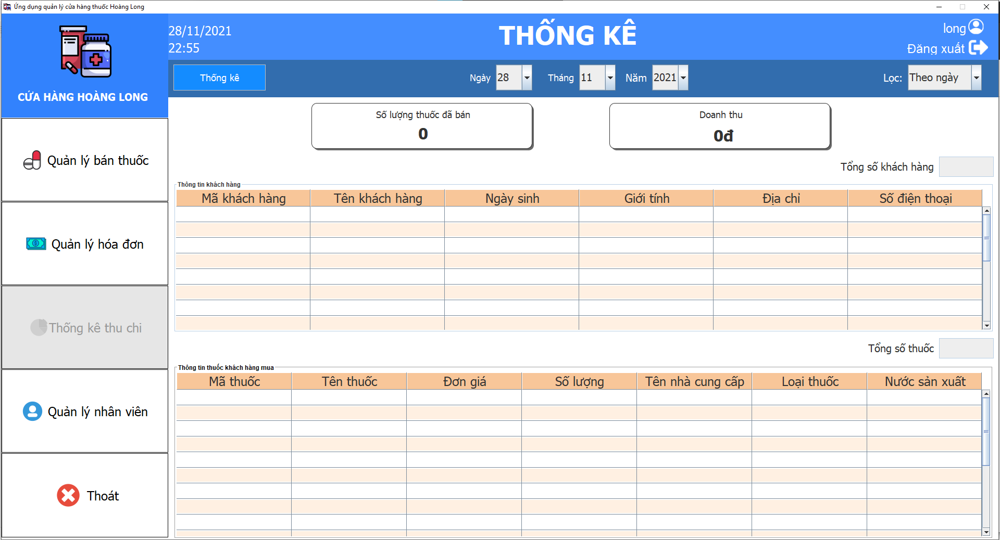 Ứng dụng quản lý cửa hàng thuốc Hoàng Long
CỬA HÀNG HOÀNG LONG
28/11/2021
22:55
THỐNG KÊ
long
Đăng xuất
Thống kê
Ngày 28 Tháng 11 Năm 2021 Lọc: Theo ngày
Quản lý bán thuốc
Quản lý hóa đơn
Thống kê thu chi
Quản lý nhân viên
Thoát
Số lượng thuốc đã bán
0
Doanh thu
0đ
Tổng số khách hàng
Thông tin khách hàng
Mã khách hàng Tên khách hàng Ngày sinh Giới tính Địa chỉ Số điện thoại
Tổng số thuốc
Thông tin thuốc khách hàng mua
Mã thuốc Tên thuốc Đơn giá Số lượng Tên nhà cung cấp Loại thuốc Nước sản xuất